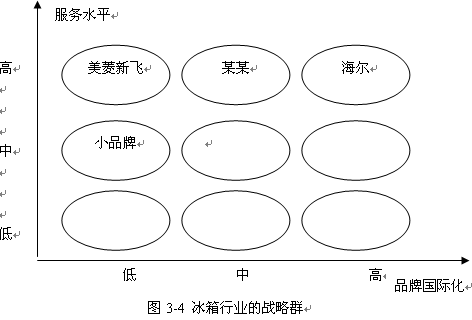 服务水平
高
美菱新飞
某某
海尔
中
小品牌
低
低
中
高
品牌国际化
图 3-4 冰箱行业的战略群